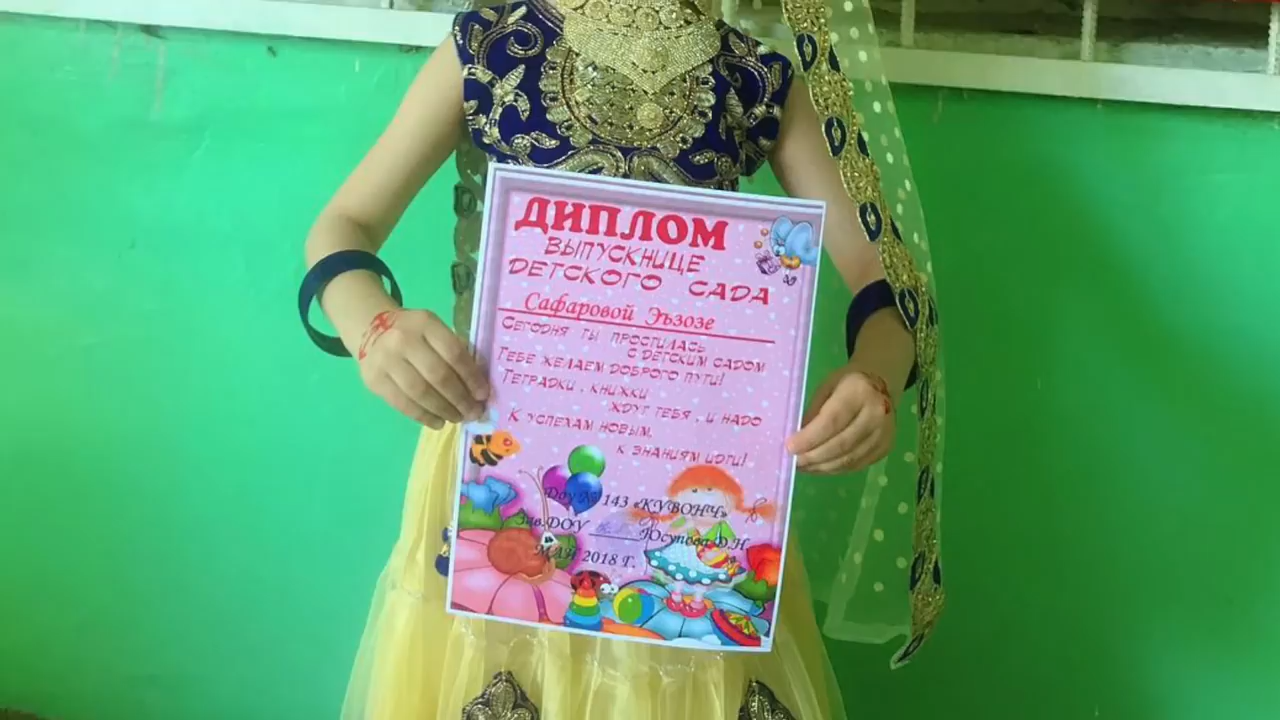 ДИПЛОМ
ВЫПУСКНИЦЕ
ДЕТСКОГО САДА
Сафаровой Эъзозе
Сегодня ты простилась
с детским садом
Тебе желаем доброго пути!
Тетрадки , книжки
ждут тебя , и надо
К успехам новым,
к знаниям идти!
Доу № 143 «КУВОНЧ»
Зав.ДОУ Юсупова Д.Н.
МАЙ 2018 Г.